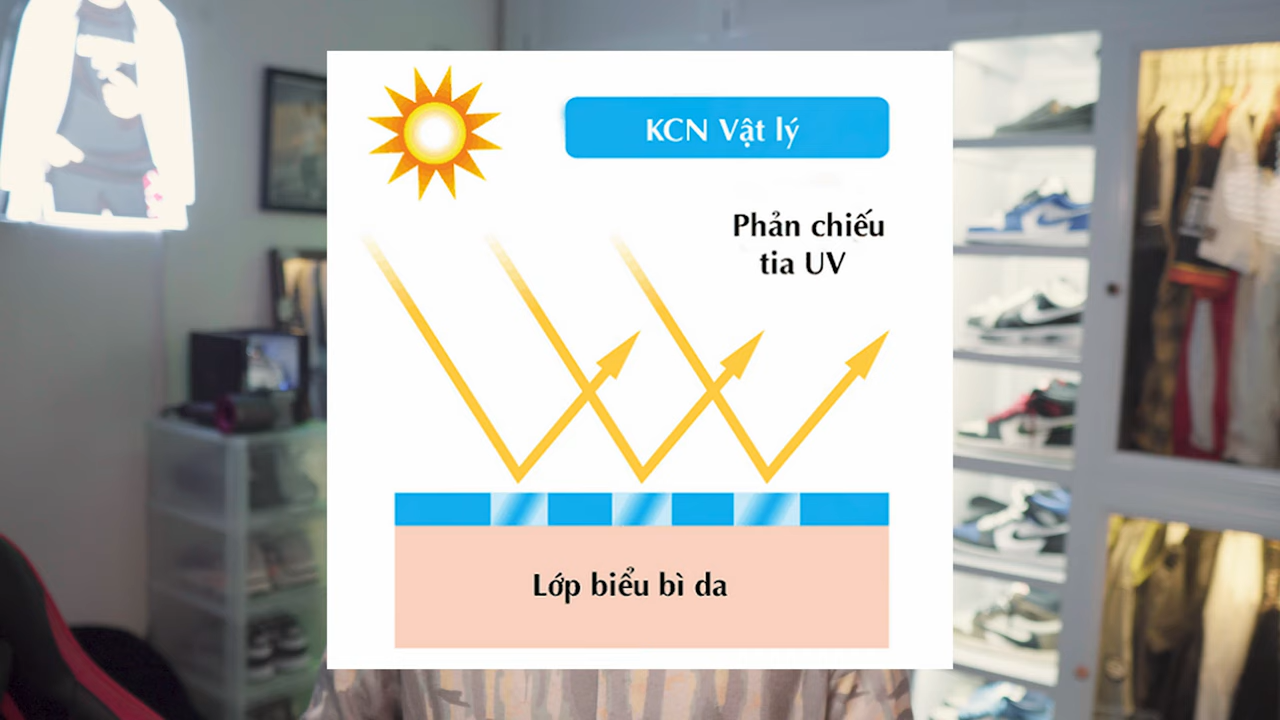 KCN Vật lý
Phản chiếu
tia UV
Lớp biểu bì da